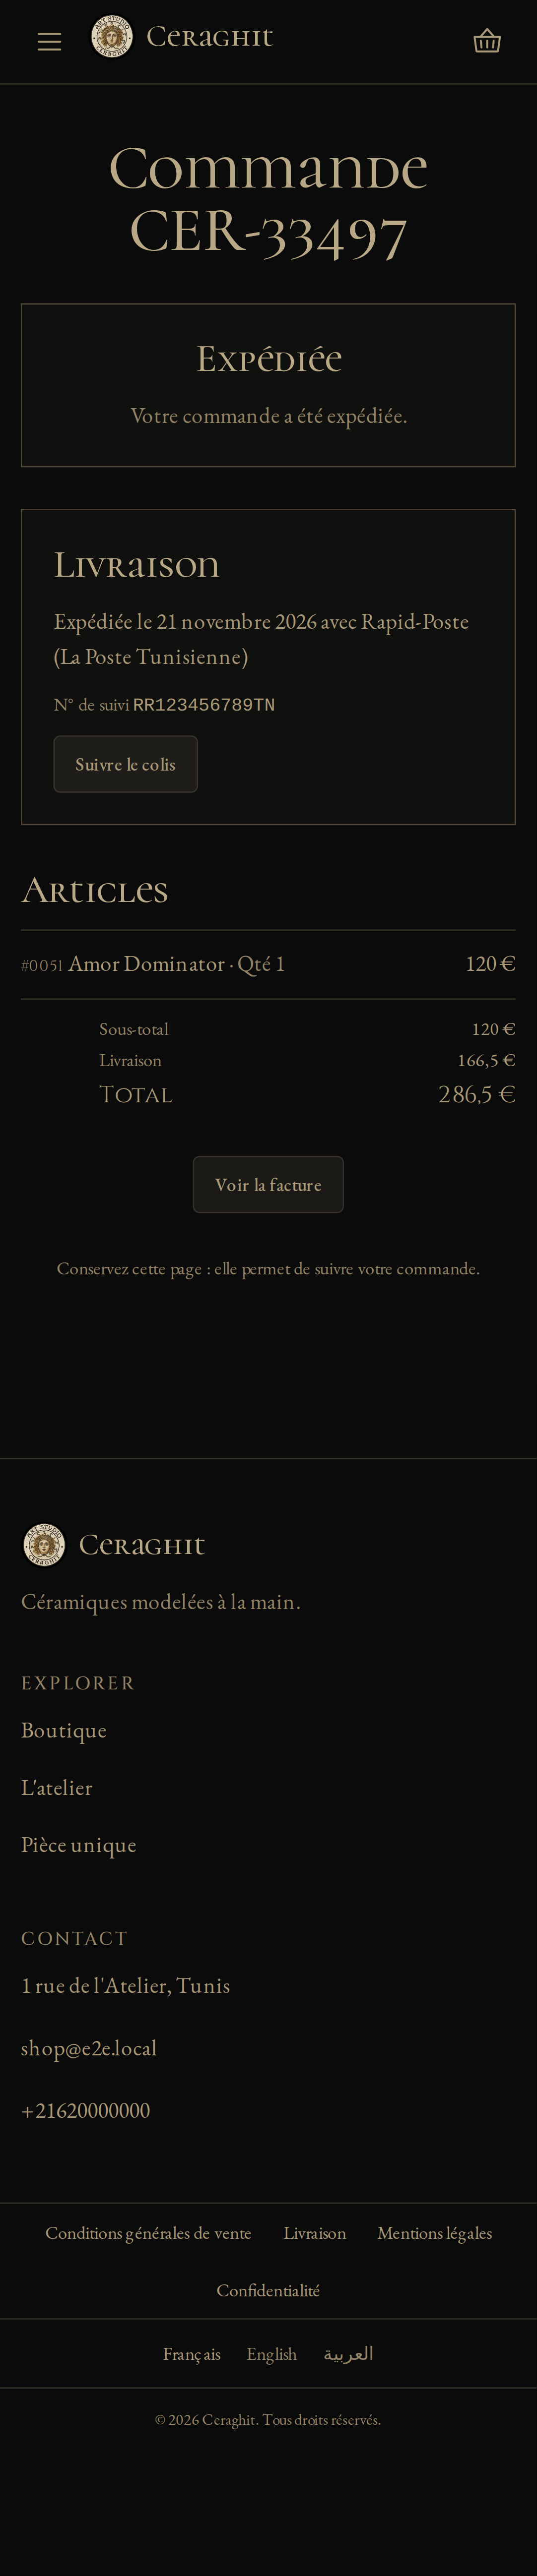 Ceraghit
Commande
CER-33497
Expédiée
Votre commande a été expédiée.
Livraison
Expédiée le 21 novembre 2026 avec Rapid-Poste
(La Poste Tunisienne)
N° de suivi RR123456789TN
Suivre le colis
Articles
#0051 Amor Dominator · Qté 1 120 €
Sous-total 120 €
Livraison 166,5 €
Total 286,5 €
Voir la facture
Conservez cette page : elle permet de suivre votre commande.
Ceraghit
Céramiques modelées à la main.
EXPLORER
Boutique
L'atelier
Pièce unique
CONTACT
1 rue de l'Atelier, Tunis
shop@e2e.local
+21620000000
Conditions générales de vente Livraison Mentions légales
Confidentialité
Français English العربية
© 2026 Ceraghit. Tous droits réservés.